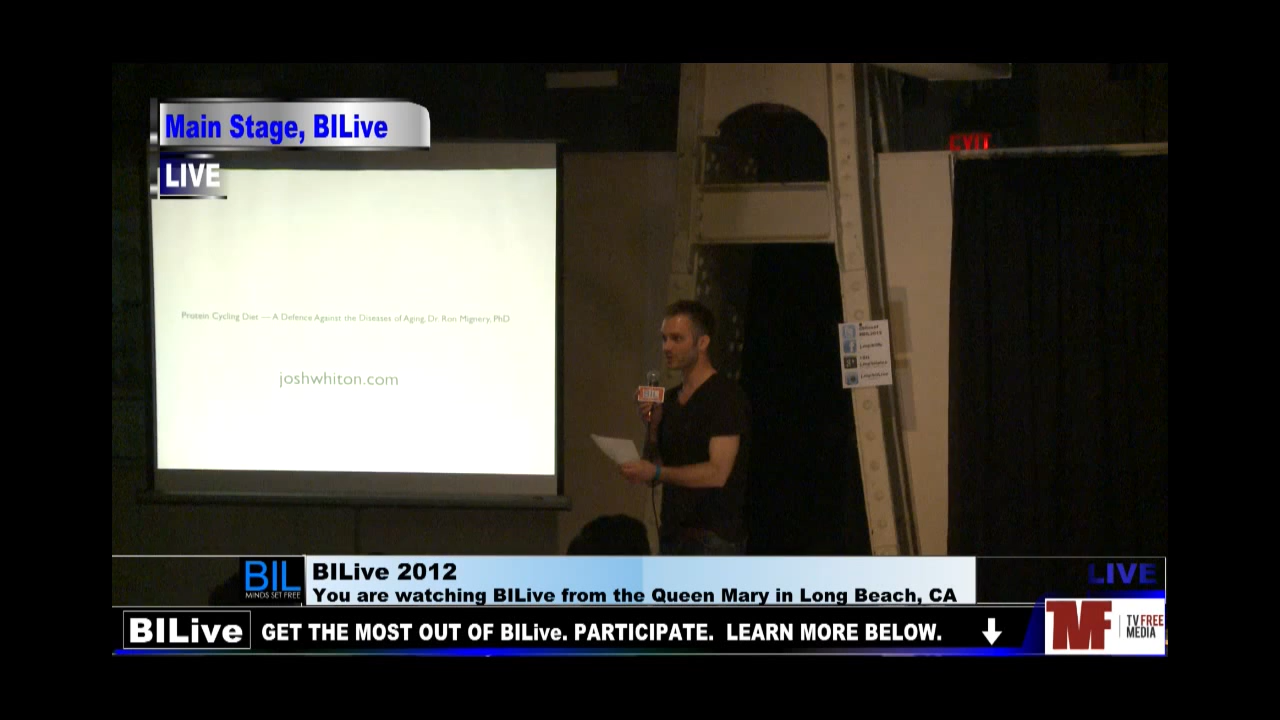 Main Stage, BILive
LIVE
EXIT
Protein Cycling Diet — A Defence Against the Diseases of Aging, Dr. Ron Mignery, PhD
joshwhiton.com
BIL
MINDS SET FREE
BILive 2012
You are watching BILive from the Queen Mary in Long Beach, CA
LIVE
BILive
GET THE MOST OUT OF BILive. PARTICIPATE. LEARN MORE BELOW.
TMF
TV FREE
MEDIA